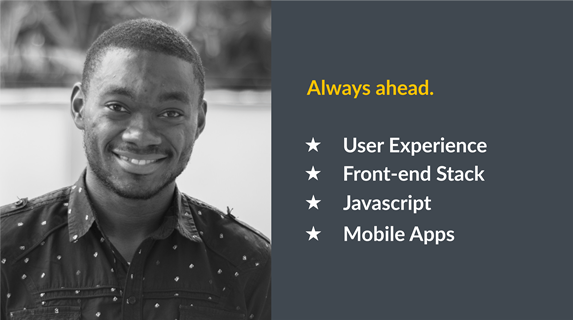 Always ahead.
★ User Experience
★ Front-end Stack
★ Javascript
★ Mobile Apps